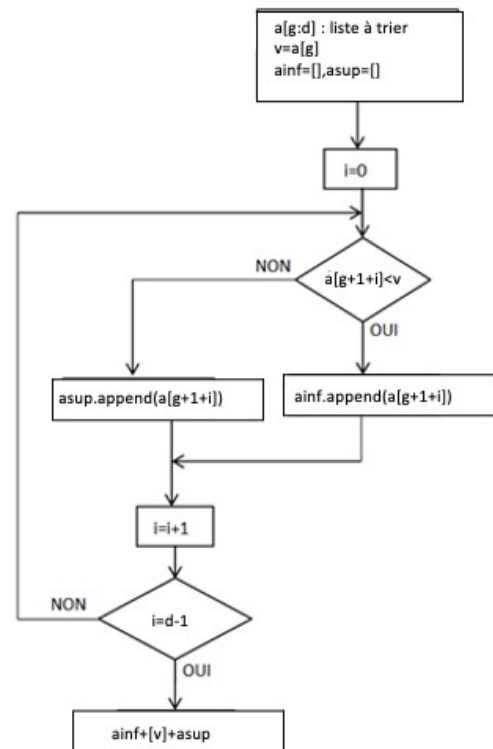 a[g:d] : liste à trier
v=a[g]
ainf=[],asup=[]
i=0
NON
a[g+1+i]<v
OUI
asup.append(a[g+1+i])
ainf.append(a[g+1+i])
i=i+1
NON
i=d-1
OUI
ainf+[v]+asup